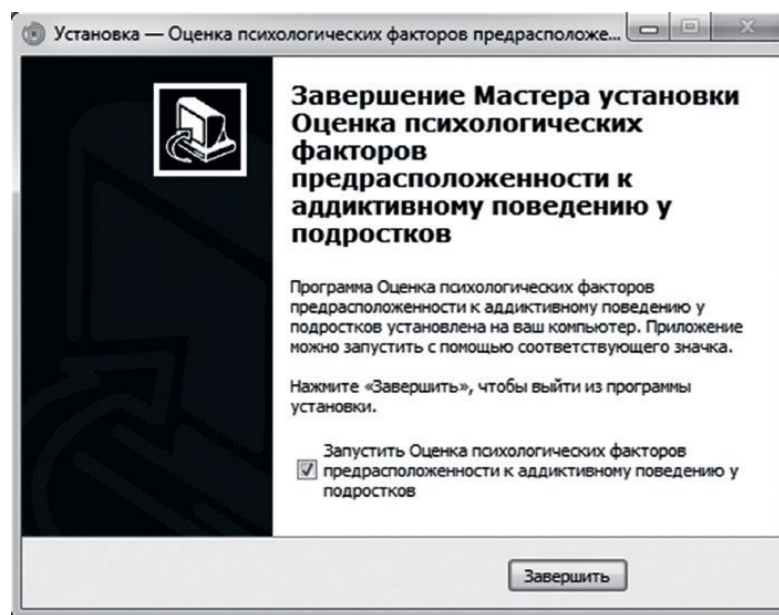 Установка — Оценка психологических факторов предрасположе...
Завершение Мастера установки
Оценка психологических
факторов
предрасположенности к
аддиктивному поведению у
подростков
Программа Оценка психологических факторов
предрасположенности к аддиктивному поведению у
подростков установлена на ваш компьютер. Приложение
можно запустить с помощью соответствующего значка.
Нажмите «Завершить», чтобы выйти из программы
установки.
Запустить Оценка психологических факторов
предрасположенности к аддиктивному поведению у
подростков
Завершить